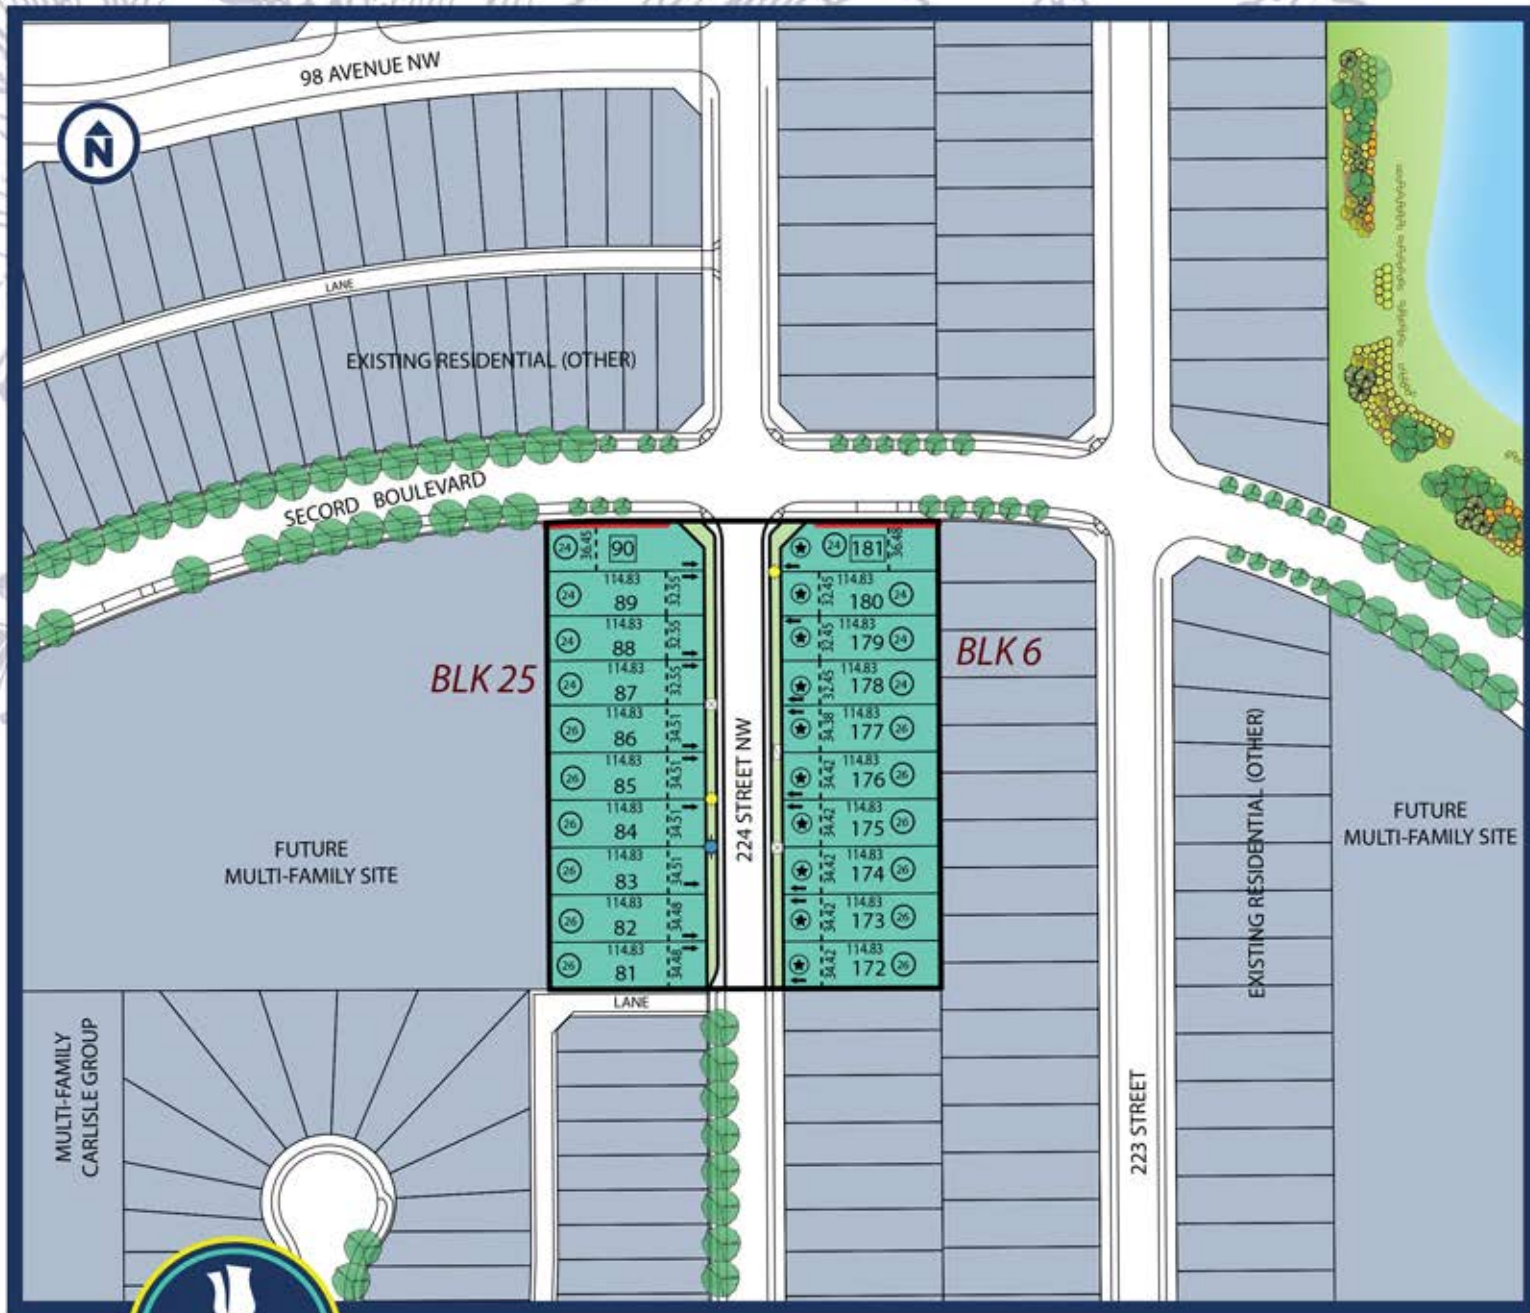 98 AVENUE NW
N
LANE
EXISTING RESIDENTIAL (OTHER)
SECORD BOULEVARD
24 36.45 90
24 36.48 181
114.83
24 89 32.55
32.45 114.83
180 24
114.83
24 88 32.55
32.45 114.83
179 24
BLK 25
BLK 6
114.83
24 87 32.55
32.45 114.83
178 24
114.83
26 86 34.51
34.38 114.83
177 26
114.83
26 85 34.51
34.42 114.83
176 26
114.83
26 84 34.51
34.42 114.83
175 26
114.83
26 83 34.51
34.42 114.83
174 26
114.83
26 82 34.48
34.42 114.83
173 26
114.83
26 81 34.48
34.42 114.83
172 26
224 STREET NW
EXISTING RESIDENTIAL (OTHER)
FUTURE
MULTI-FAMILY SITE
FUTURE
MULTI-FAMILY SITE
LANE
MULTI-FAMILY
CARLISLE GROUP
223 STREET